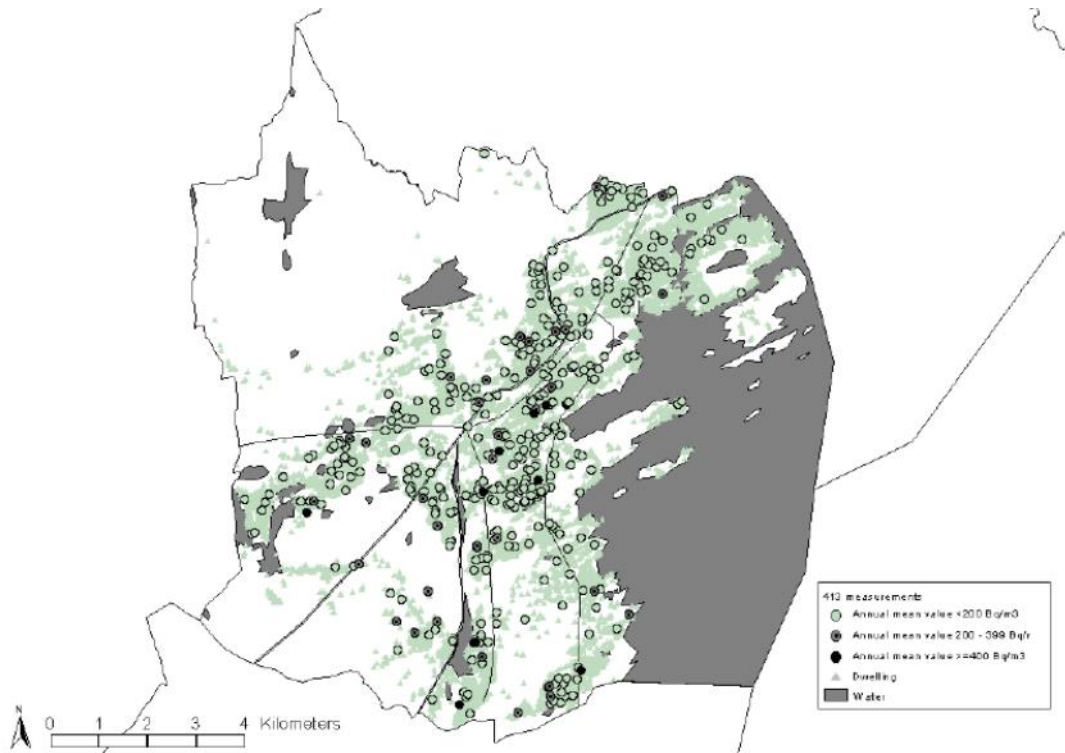 413 measurements
Annual mean value <200 Bq/m3
Annual mean value 200 - 399 Bq/r
Annual mean value >=400 Bq/m3
Dwelling
Water
N
0 1 2 3 4 Kilometers